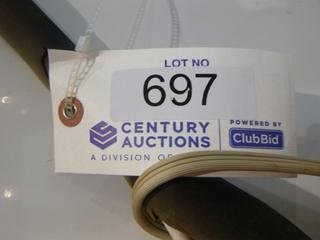 LOT NO
697
CENTURY
AUCTIONS
A DIVISION OF
POWERED BY
ClubBid